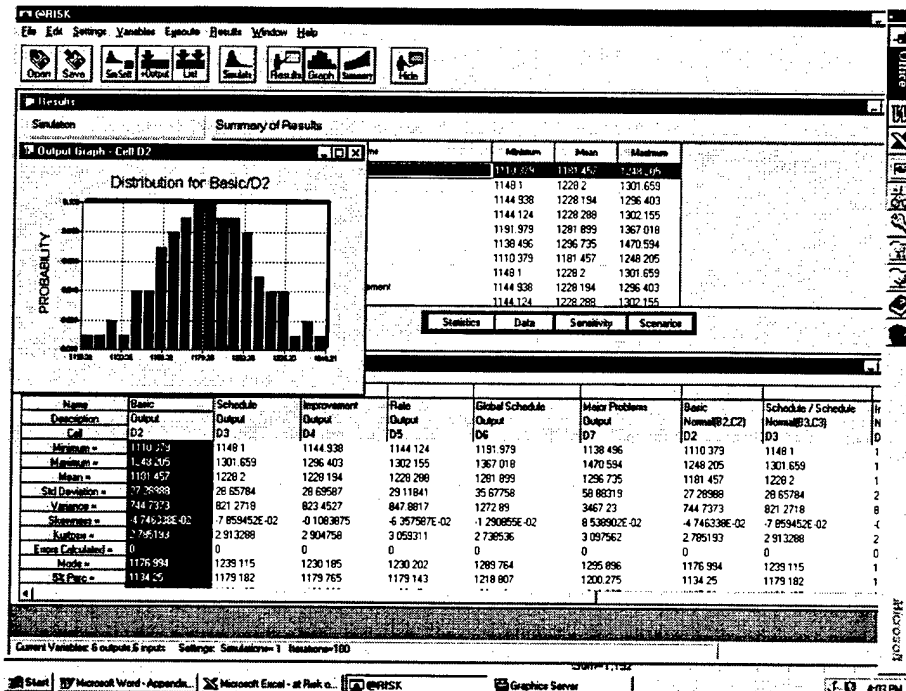 @RISK
File Edit Settings Variables Execute Results Window Help
Open Save Sim Sett +Output List Simulate Results Graph Summary Hide
Results
Simulation Summary of Results
Output Graph - Cell D2
Distribution for Basic/D2
PROBABILITY
Minimum Mean Maximum
1110.379 1181.457 1248.205
1148.1 1228.2 1301.659
1144.938 1228.194 1296.403
1144.124 1228.288 1302.155
1191.979 1281.899 1367.018
1138.496 1296.735 1470.594
1110.379 1181.457 1248.205
1148.1 1228.2 1301.659
1144.938 1228.194 1296.403
1144.124 1228.288 1302.155
Statistics Data Sensitivity Scenarios
Name Basic Schedule Improvement Rate Global Schedule Major Problems Basic Schedule / Schedule
Description Output Output Output Output Output Output Normal(B2,C2) Normal(B3,C3)
Cell D2 D3 D4 D5 D6 D7 D2 D3
Minimum = 1110.379 1148.1 1144.938 1144.124 1191.979 1138.496 1110.379 1148.1
Maximum = 1248.205 1301.659 1296.403 1302.155 1367.018 1470.594 1248.205 1301.659
Mean = 1181.457 1228.2 1228.194 1228.288 1281.899 1296.735 1181.457 1228.2
Std Deviation = 27.28988 28.65784 28.69587 29.11841 35.67758 58.88319 27.28988 28.65784
Variance = 744.7373 821.2718 823.4527 847.8817 1272.89 3467.23 744.7373 821.2718
Skewness = -4.746338E-02 -7.859452E-02 -0.1083875 -6.357587E-02 -1.290855E-02 8.538902E-02 -4.746338E-02 -7.859452E-02
Kurtosis = 2.785193 2.913288 2.904758 3.059311 2.738536 3.097562 2.785193 2.913288
Errors Calculated = 0 0 0 0 0 0 0 0
Mode = 1176.994 1239.115 1230.185 1230.202 1289.764 1295.896 1176.994 1239.115
5% Perc = 1134.25 1179.182 1179.765 1179.143 1218.807 1200.275 1134.25 1179.182
Current Variables: 6 outputs,6 inputs Settings: Simulations= 1 Iterations=100
Start Microsoft Word - Appendix... Microsoft Excel - at Risk o... @RISK Graphics Server 4:03 PM
Office
Microsoft